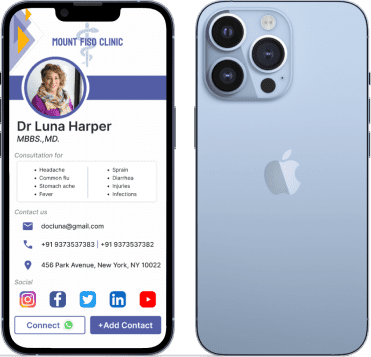 MOUNT FISO CLINIC
Dr Luna Harper
MBBS.,MD.
Consultation for
• Headache
• Common flu
• Stomach ache
• Fever
• Sprain
• Diarrhea
• Injuries
• Infections
Contact us
docluna@gmail.com
+91 9373537383 | +91 9373537382
456 Park Avenue, New York, NY 10022
Social
Connect
+Add Contact